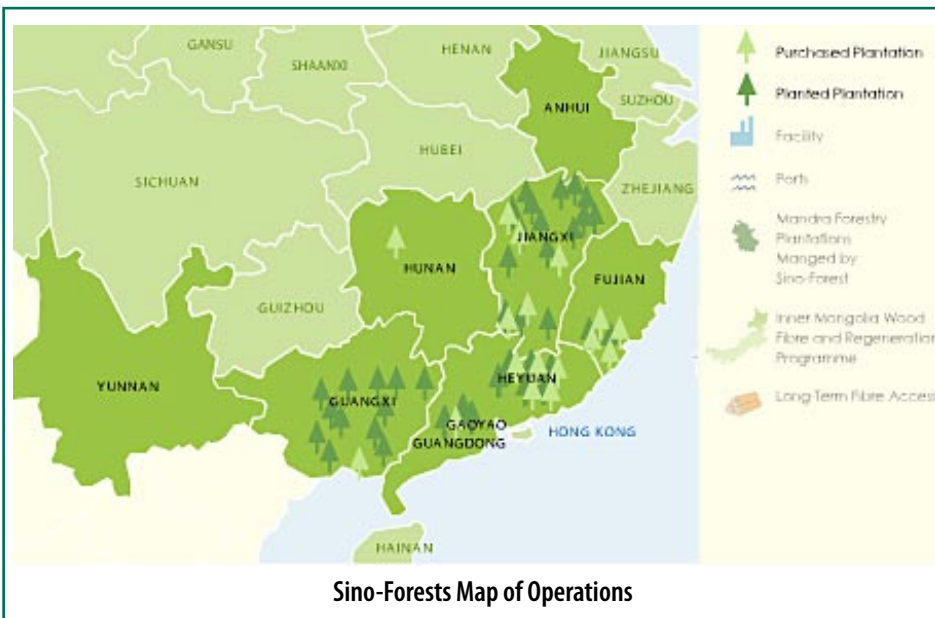 GANSU
SHAANXI
HENAN
JIANGSU
ANHUI
SUZHOU
HUBEI
SICHUAN
ZHEJIANG
JIANGXI
HUNAN
FUJIAN
GUIZHOU
YUNNAN
HEYUAN
GUANGXI
GAOYAO
GUANGDONG
HONG KONG
HAINAN
Purchased Plantation
Planted Plantation
Facility
Ports
Mandra Forestry
Plantations
Manged by
Sino-Forest
Inner Mongolia Wood
Fibre and Regeneration
Programme
Long-Term Fibre Access
Sino-Forests Map of Operations